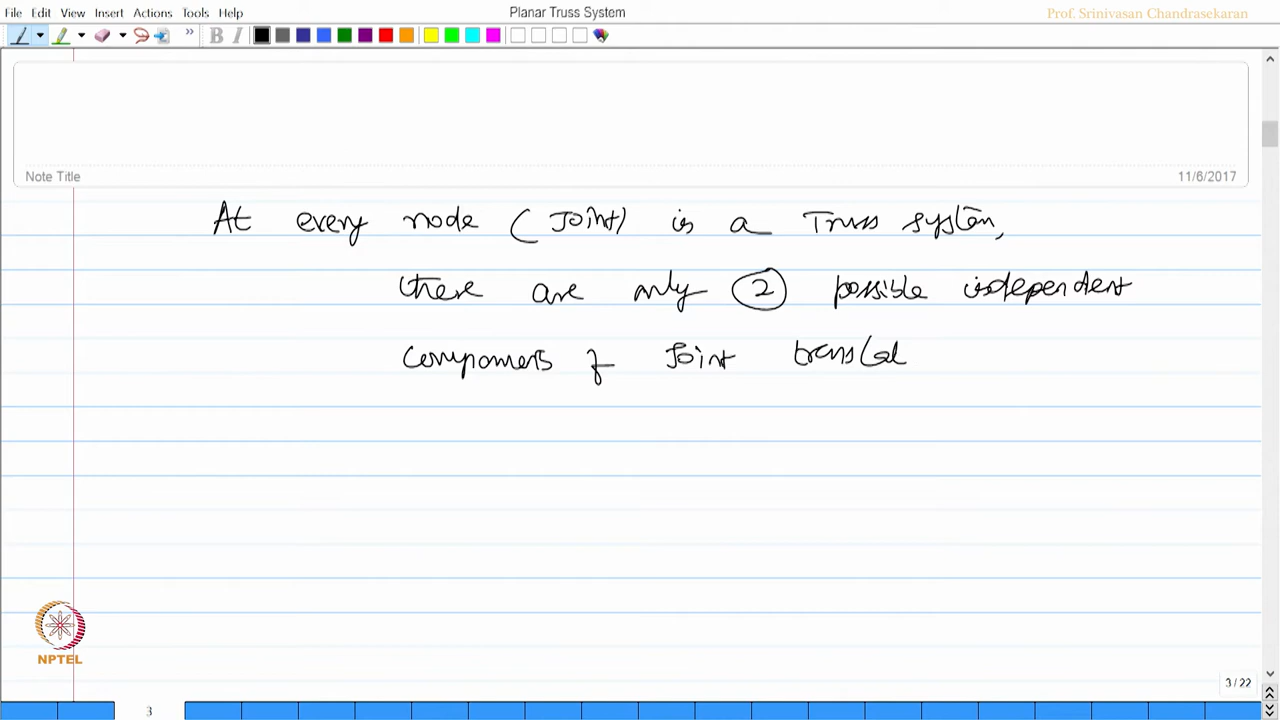 File Edit View Insert Actions Tools Help
Planar Truss System
Prof. Srinivasan Chandrasekaran
B I
Note Title
11/6/2017
At every node (Joint) is a Truss system,
there are only 2 possible independent
components of Joint translat
NPTEL
3 / 22
3